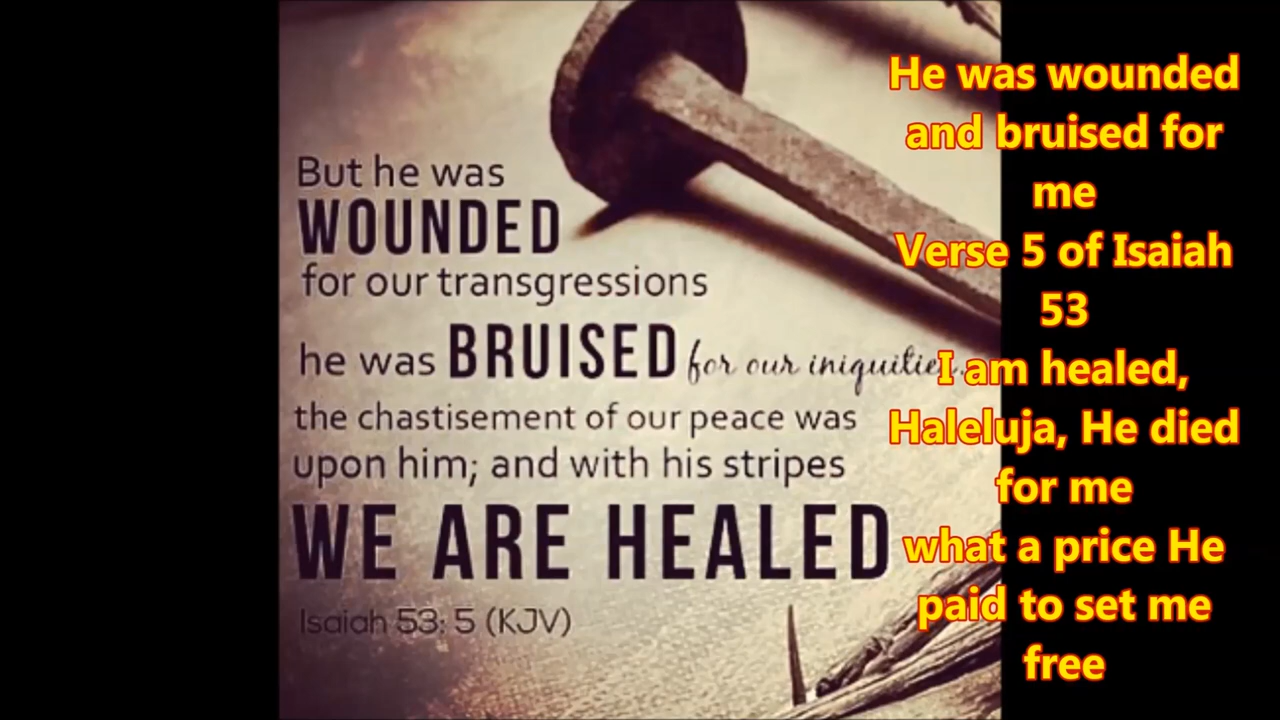 But he was
WOUNDED
for our transgressions
he was BRUISED for our iniquities.
the chastisement of our peace was
upon him; and with his stripes
WE ARE HEALED
Isaiah 53: 5 (KJV)
He was wounded
and bruised for
me
Verse 5 of Isaiah
53
I am healed,
Haleluja, He died
for me
what a price He
paid to set me
free